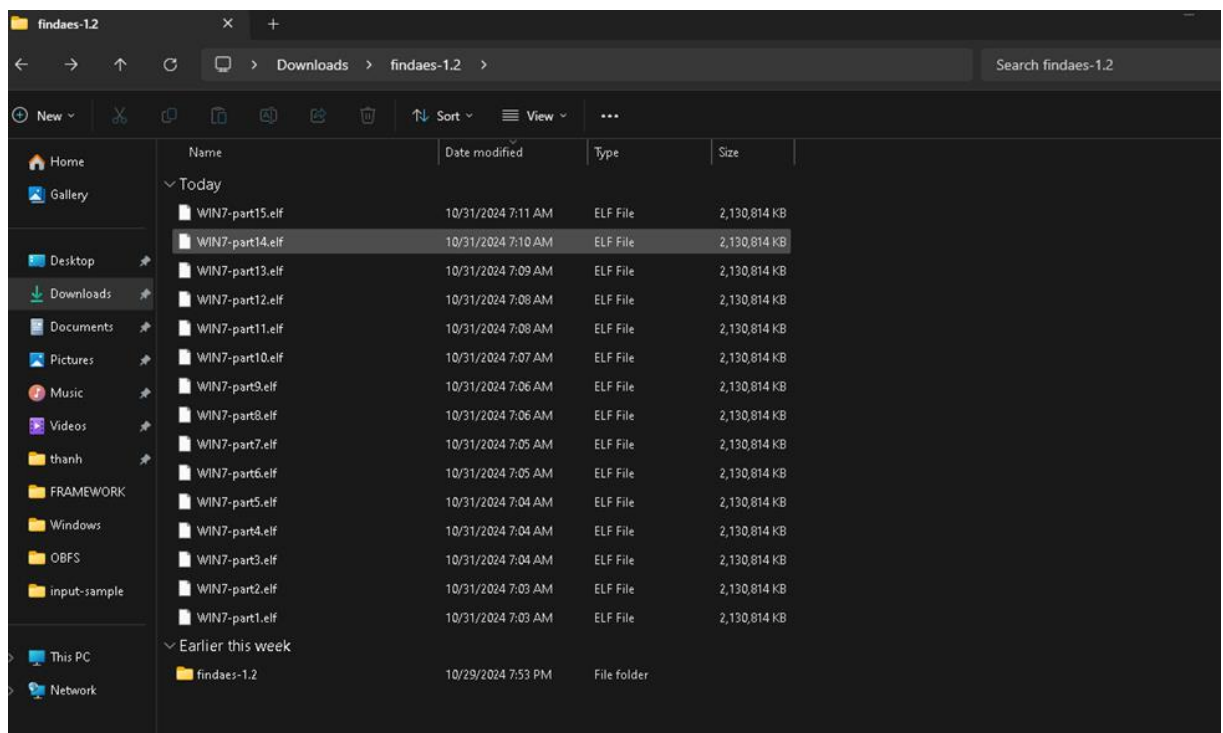 findaes-1.2
Downloads > findaes-1.2 > Search findaes-1.2
New Sort View
Name Date modified Type Size
Home
Gallery
Desktop
Downloads
Documents
Pictures
Music
Videos
thanh
FRAMEWORK
Windows
OBFS
input-sample
This PC
Network
Today
WIN7-part15.elf 10/31/2024 7:11 AM ELF File 2,130,814 KB
WIN7-part14.elf 10/31/2024 7:10 AM ELF File 2,130,814 KB
WIN7-part13.elf 10/31/2024 7:09 AM ELF File 2,130,814 KB
WIN7-part12.elf 10/31/2024 7:08 AM ELF File 2,130,814 KB
WIN7-part11.elf 10/31/2024 7:08 AM ELF File 2,130,814 KB
WIN7-part10.elf 10/31/2024 7:07 AM ELF File 2,130,814 KB
WIN7-part9.elf 10/31/2024 7:06 AM ELF File 2,130,814 KB
WIN7-part8.elf 10/31/2024 7:06 AM ELF File 2,130,814 KB
WIN7-part7.elf 10/31/2024 7:05 AM ELF File 2,130,814 KB
WIN7-part6.elf 10/31/2024 7:05 AM ELF File 2,130,814 KB
WIN7-part5.elf 10/31/2024 7:04 AM ELF File 2,130,814 KB
WIN7-part4.elf 10/31/2024 7:04 AM ELF File 2,130,814 KB
WIN7-part3.elf 10/31/2024 7:04 AM ELF File 2,130,814 KB
WIN7-part2.elf 10/31/2024 7:03 AM ELF File 2,130,814 KB
WIN7-part1.elf 10/31/2024 7:03 AM ELF File 2,130,814 KB
Earlier this week
findaes-1.2 10/29/2024 7:53 PM File folder